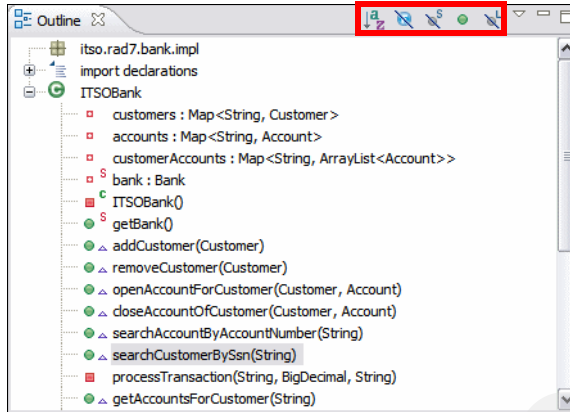 Outline
itso.rad7.bank.impl
import declarations
ITSOBank
customers : Map<String, Customer>
accounts : Map<String, Account>
customerAccounts : Map<String, ArrayList<Account>>
S bank : Bank
C ITSOBank()
S getBank()
addCustomer(Customer)
removeCustomer(Customer)
openAccountForCustomer(Customer, Account)
closeAccountOfCustomer(Customer, Account)
searchAccountByAccountNumber(String)
searchCustomerBySsn(String)
processTransaction(String, BigDecimal, String)
getAccountsForCustomer(String)